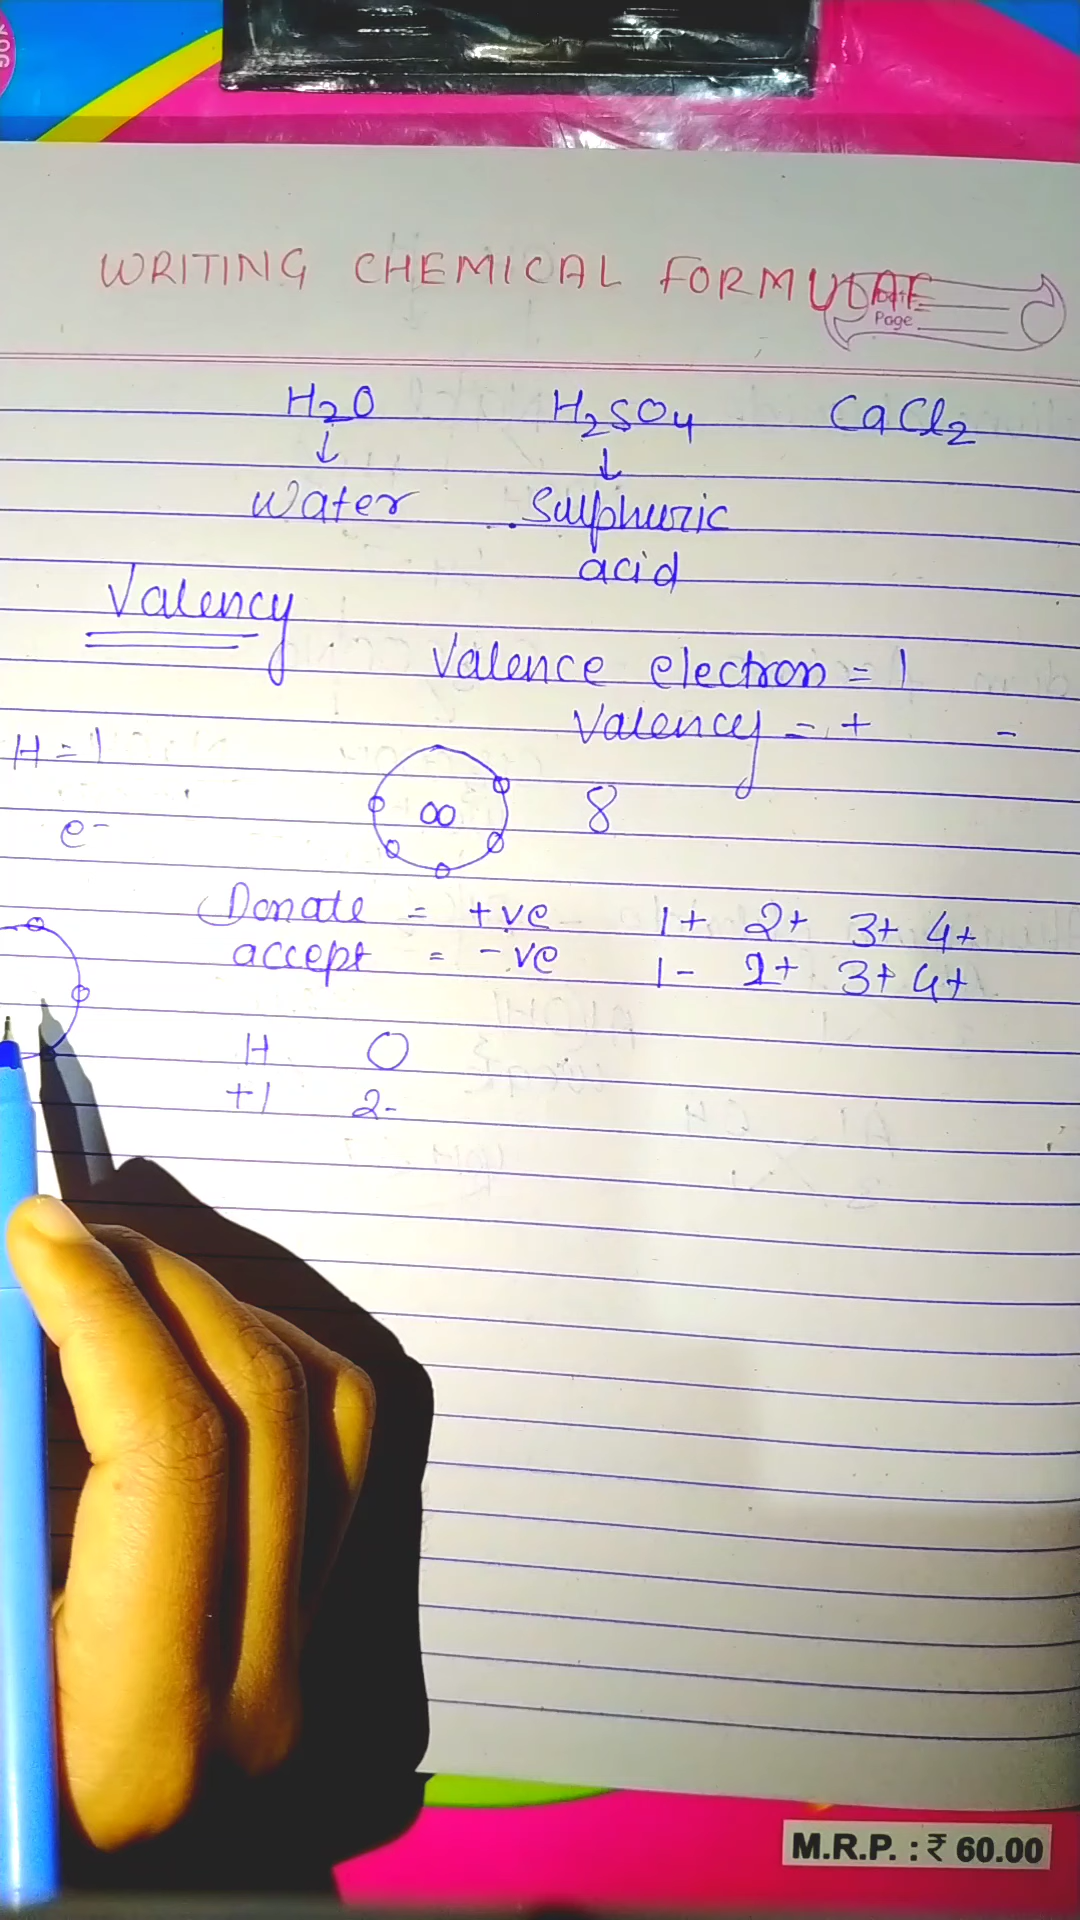 YOG
WRITING CHEMICAL FORMULAE
Page
H2O H2SO4 CaCl2
↓ ↓
Water Sulphuric
acid
Valency
Valence electron = 1
Valency = + -
H = 1
∞ 8
e-
Donate = +ve 1+ 2+ 3+ 4+
accept = -ve 1- 2+ 3+ 4+
H O
+1 2-
M.R.P. : ₹ 60.00